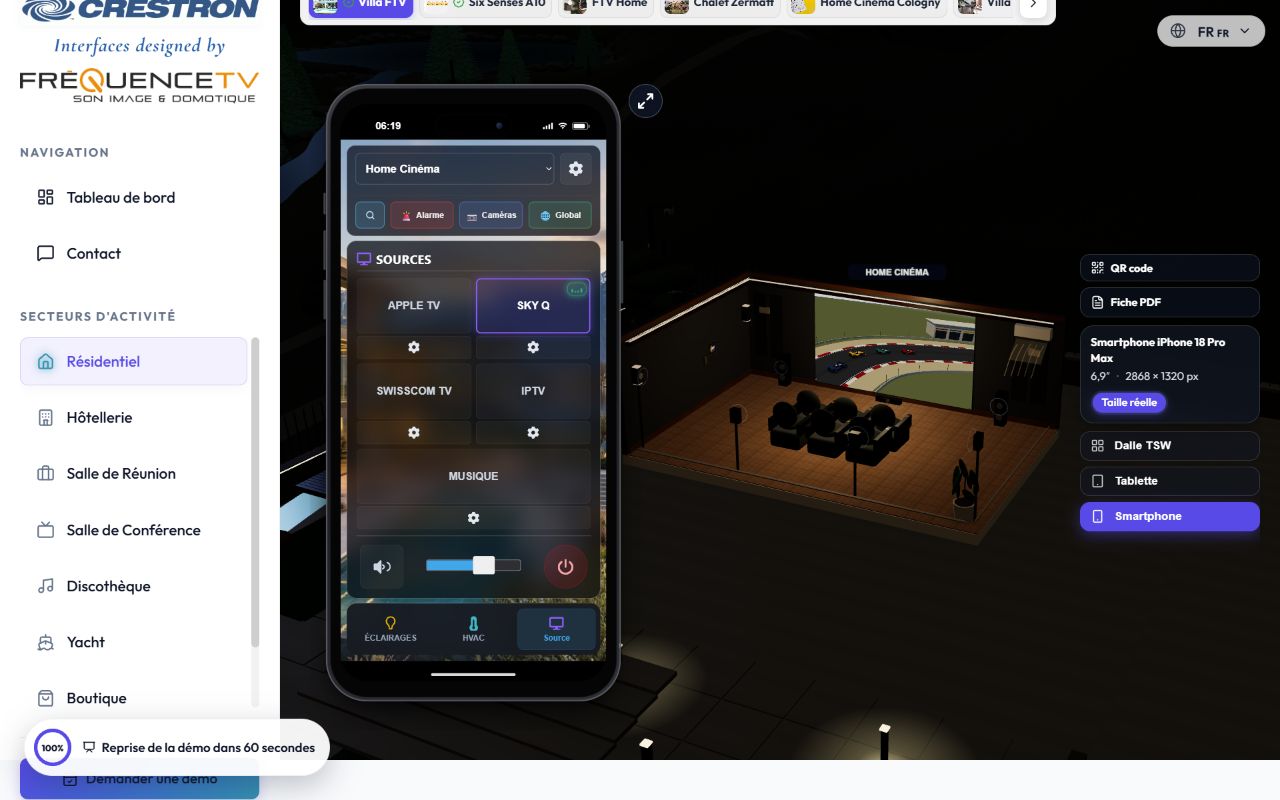 CRESTRON
Interfaces designed by
FRÉQUENCETV
SON IMAGE & DOMOTIQUE
NAVIGATION
Tableau de bord
Contact
SECTEURS D'ACTIVITÉ
Résidentiel
Hôtellerie
Salle de Réunion
Salle de Conférence
Discothèque
Yacht
Boutique
100%
Reprise de la démo dans 60 secondes
Demander une démo
Villa FTV
Six Senses A10
FTV Home
Chalet Zermatt
Home Cinema Cologny
Villa
FR FR
06:19
Home Cinéma
Alarme
Caméras
Global
SOURCES
APPLE TV
SKY Q
SWISSCOM TV
IPTV
MUSIQUE
ÉCLAIRAGES
HVAC
Source
HOME CINÉMA
QR code
Fiche PDF
Smartphone iPhone 18 Pro
Max
6,9" · 2868 × 1320 px
Taille réelle
Dalle TSW
Tablette
Smartphone